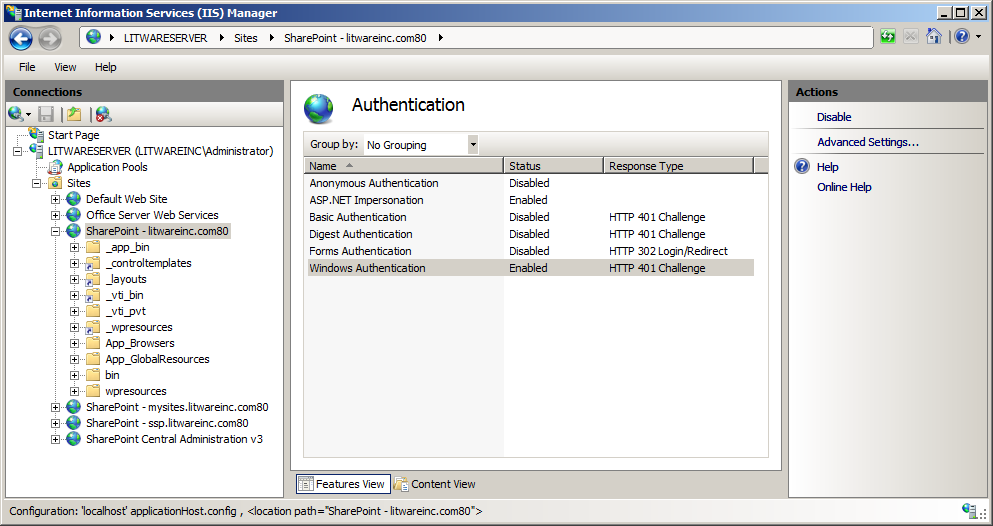 Internet Information Services (IIS) Manager
LITWARESERVER Sites SharePoint - litwareinc.com80
File View Help
Connections
Start Page
LITWARESERVER (LITWAREINC\Administrator)
Application Pools
Sites
Default Web Site
Office Server Web Services
SharePoint - litwareinc.com80
_app_bin
_controltemplates
_layouts
_vti_bin
_vti_pvt
_wpresources
App_Browsers
App_GlobalResources
bin
wpresources
SharePoint - mysites.litwareinc.com80
SharePoint - ssp.litwareinc.com80
SharePoint Central Administration v3
Authentication
Group by: No Grouping
Name Status Response Type
Anonymous Authentication Disabled
ASP.NET Impersonation Enabled
Basic Authentication Disabled HTTP 401 Challenge
Digest Authentication Disabled HTTP 401 Challenge
Forms Authentication Disabled HTTP 302 Login/Redirect
Windows Authentication Enabled HTTP 401 Challenge
Features View Content View
Actions
Disable
Advanced Settings...
Help
Online Help
Configuration: 'localhost' applicationHost.config , <location path="SharePoint - litwareinc.com80">